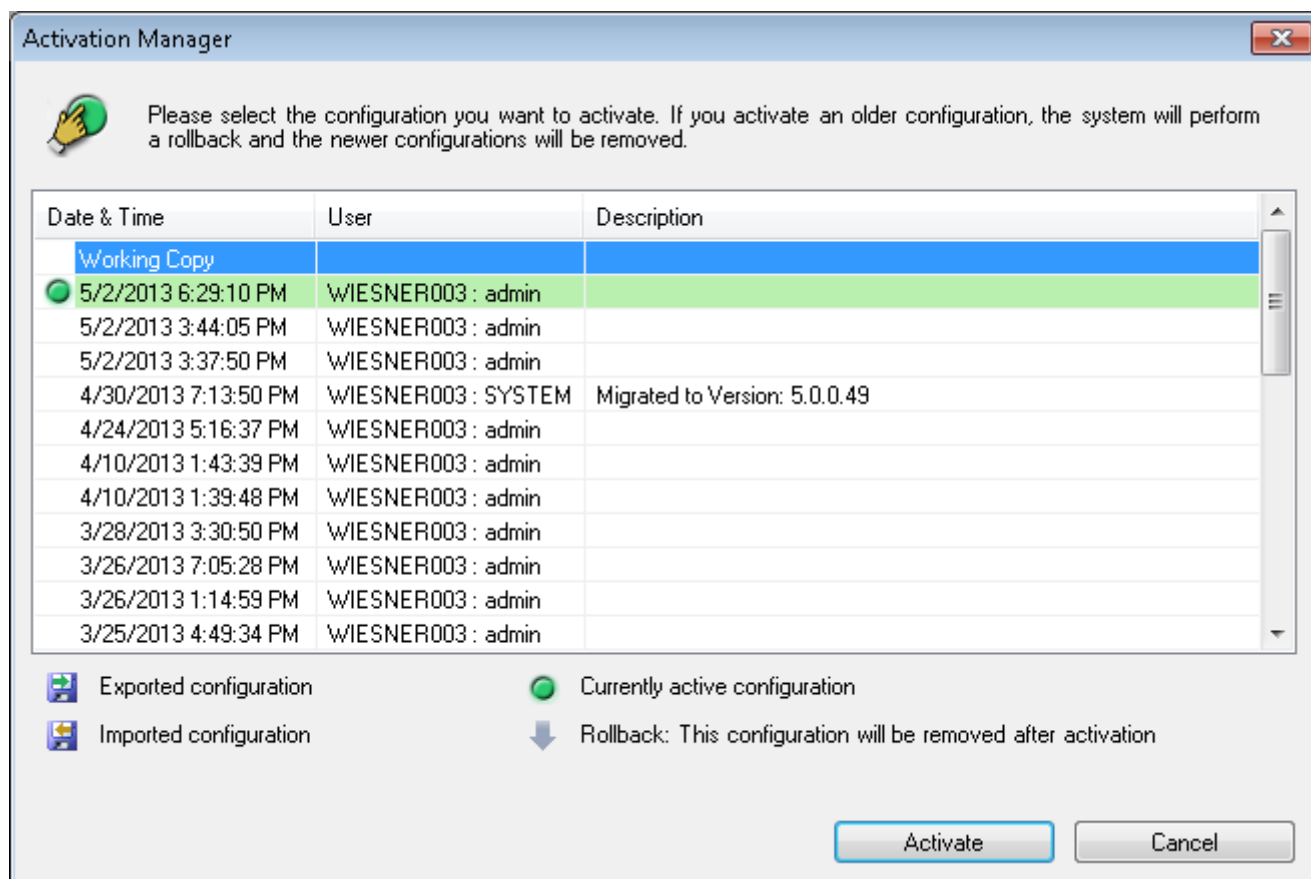 Activation Manager
Please select the configuration you want to activate. If you activate an older configuration, the system will perform
a rollback and the newer configurations will be removed.
Date & Time User Description
Working Copy
5/2/2013 6:29:10 PM WIESNER003 : admin
5/2/2013 3:44:05 PM WIESNER003 : admin
5/2/2013 3:37:50 PM WIESNER003 : admin
4/30/2013 7:13:50 PM WIESNER003 : SYSTEM Migrated to Version: 5.0.0.49
4/24/2013 5:16:37 PM WIESNER003 : admin
4/10/2013 1:43:39 PM WIESNER003 : admin
4/10/2013 1:39:48 PM WIESNER003 : admin
3/28/2013 3:30:50 PM WIESNER003 : admin
3/26/2013 7:05:28 PM WIESNER003 : admin
3/26/2013 1:14:59 PM WIESNER003 : admin
3/25/2013 4:49:34 PM WIESNER003 : admin
Exported configuration Currently active configuration
Imported configuration Rollback: This configuration will be removed after activation
Activate Cancel